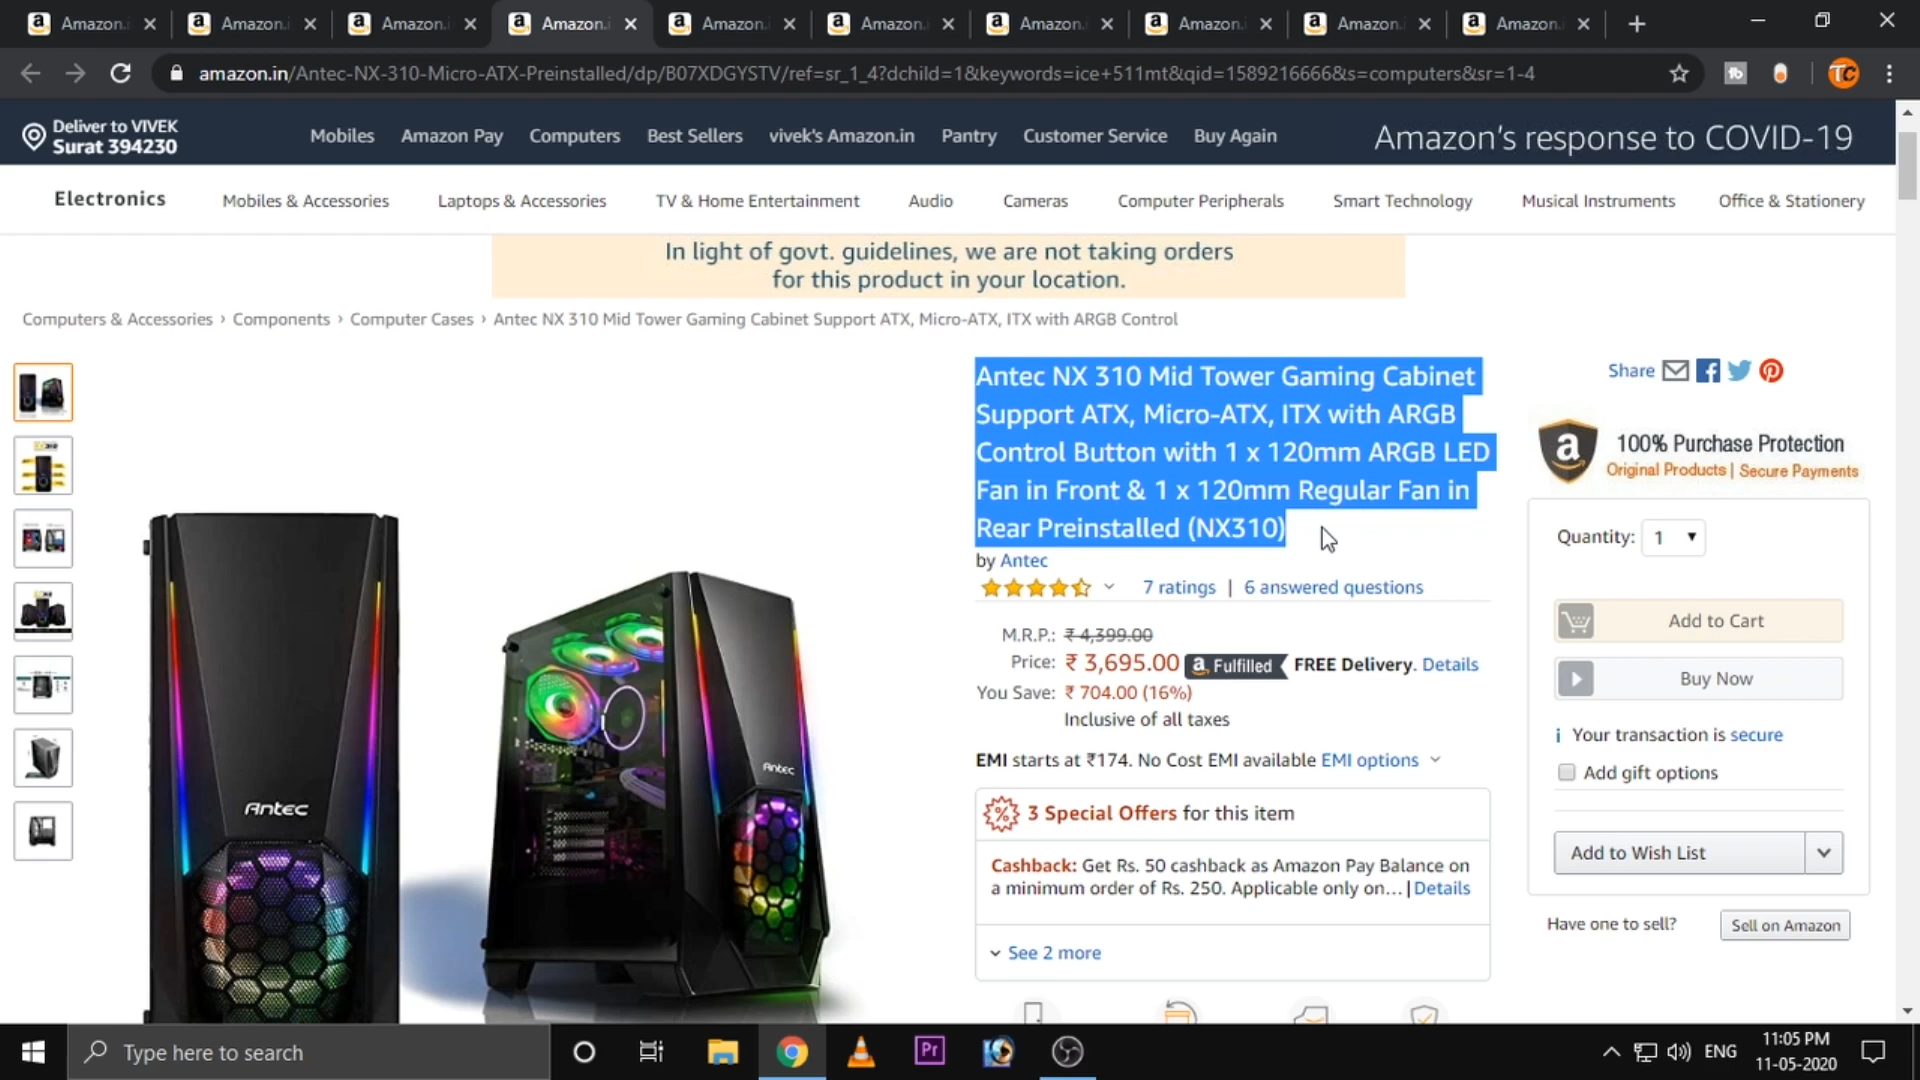 Amazon.i Amazon.i Amazon.i Amazon.i Amazon.i Amazon. Amazon. Amazon.i Amazon. Amazon.
amazon.in/Antec-NX-310-Micro-ATX-Preinstalled/dp/B07XDGYSTV/ref=sr_1_4?dchild=1&keywords=ice+511mt&qid=1589216666&s=computers&sr=1-4
Deliver to VIVEK
Surat 394230
Mobiles Amazon Pay Computers Best Sellers vivek's Amazon.in Pantry Customer Service Buy Again Amazon's response to COVID-19
Electronics Mobiles & Accessories Laptops & Accessories TV & Home Entertainment Audio Cameras Computer Peripherals Smart Technology Musical Instruments Office & Stationery
In light of govt. guidelines, we are not taking orders
for this product in your location.
Computers & Accessories › Components › Computer Cases › Antec NX 310 Mid Tower Gaming Cabinet Support ATX, Micro-ATX, ITX with ARGB Control
Antec NX 310 Mid Tower Gaming Cabinet
Support ATX, Micro-ATX, ITX with ARGB
Control Button with 1 x 120mm ARGB LED
Fan in Front & 1 x 120mm Regular Fan in
Rear Preinstalled (NX310)
by Antec
7 ratings | 6 answered questions
M.R.P.: ₹ 4,399.00
Price: ₹ 3,695.00 a Fulfilled FREE Delivery. Details
You Save: ₹ 704.00 (16%)
Inclusive of all taxes
EMI starts at ₹174. No Cost EMI available EMI options
3 Special Offers for this item
Cashback: Get Rs. 50 cashback as Amazon Pay Balance on
a minimum order of Rs. 250. Applicable only on... | Details
See 2 more
Share
100% Purchase Protection
Original Products | Secure Payments
Quantity: 1
Add to Cart
Buy Now
Your transaction is secure
Add gift options
Add to Wish List
Have one to sell? Sell on Amazon
Antec
Antec
Type here to search
Pr
ENG
11:05 PM
11-05-2020